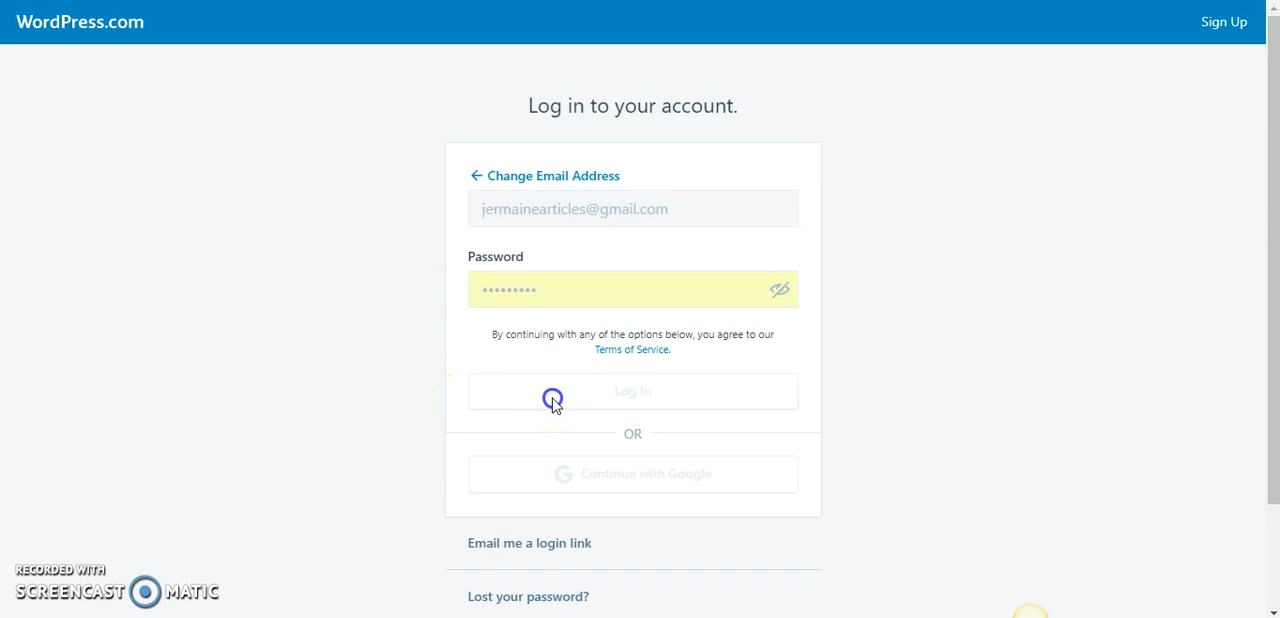 WordPress.com
Sign Up
Log in to your account.
← Change Email Address
jermainearticles@gmail.com
Password
•••••••••
By continuing with any of the options below, you agree to our
Terms of Service.
Log In
OR
G Continue with Google
Email me a login link
Lost your password?
RECORDED WITH
SCREENCAST MATIC